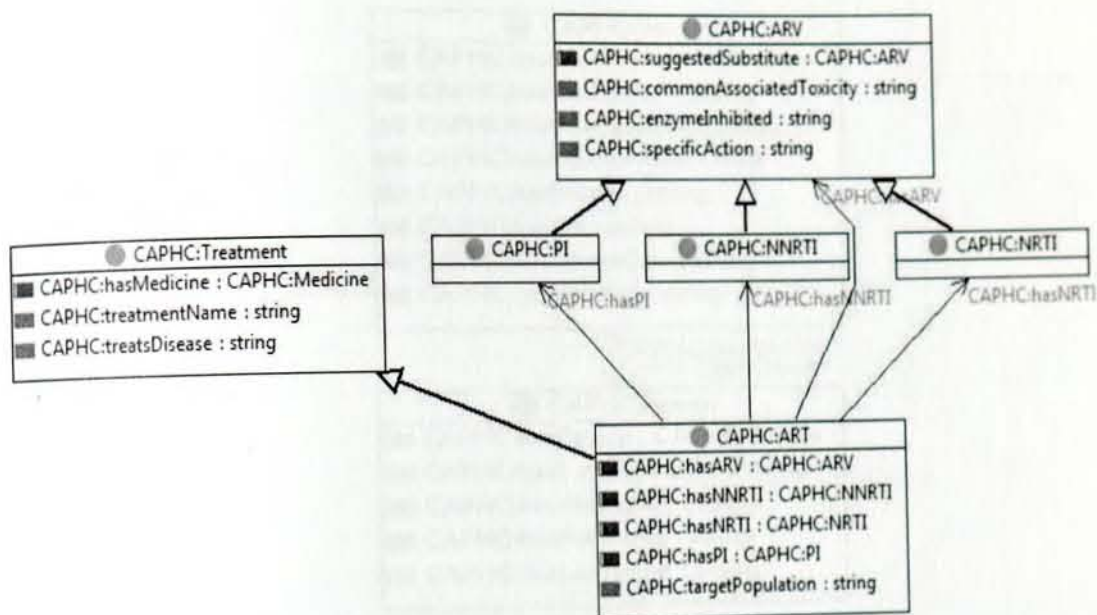 CAPHC:ARV
CAPHC:suggestedSubstitute : CAPHC:ARV
CAPHC:commonAssociatedToxicity : string
CAPHC:enzymeInhibited : string
CAPHC:specificAction : string
CAPHC:hasARV
CAPHC:Treatment
CAPHC:hasMedicine : CAPHC:Medicine
CAPHC:treatmentName : string
CAPHC:treatsDisease : string
CAPHC:PI
CAPHC:NNRTI
CAPHC:NRTI
CAPHC:hasPI
CAPHC:hasNNRTI
CAPHC:hasNRTI
CAPHC:ART
CAPHC:hasARV : CAPHC:ARV
CAPHC:hasNNRTI : CAPHC:NNRTI
CAPHC:hasNRTI : CAPHC:NRTI
CAPHC:hasPI : CAPHC:PI
CAPHC:targetPopulation : string